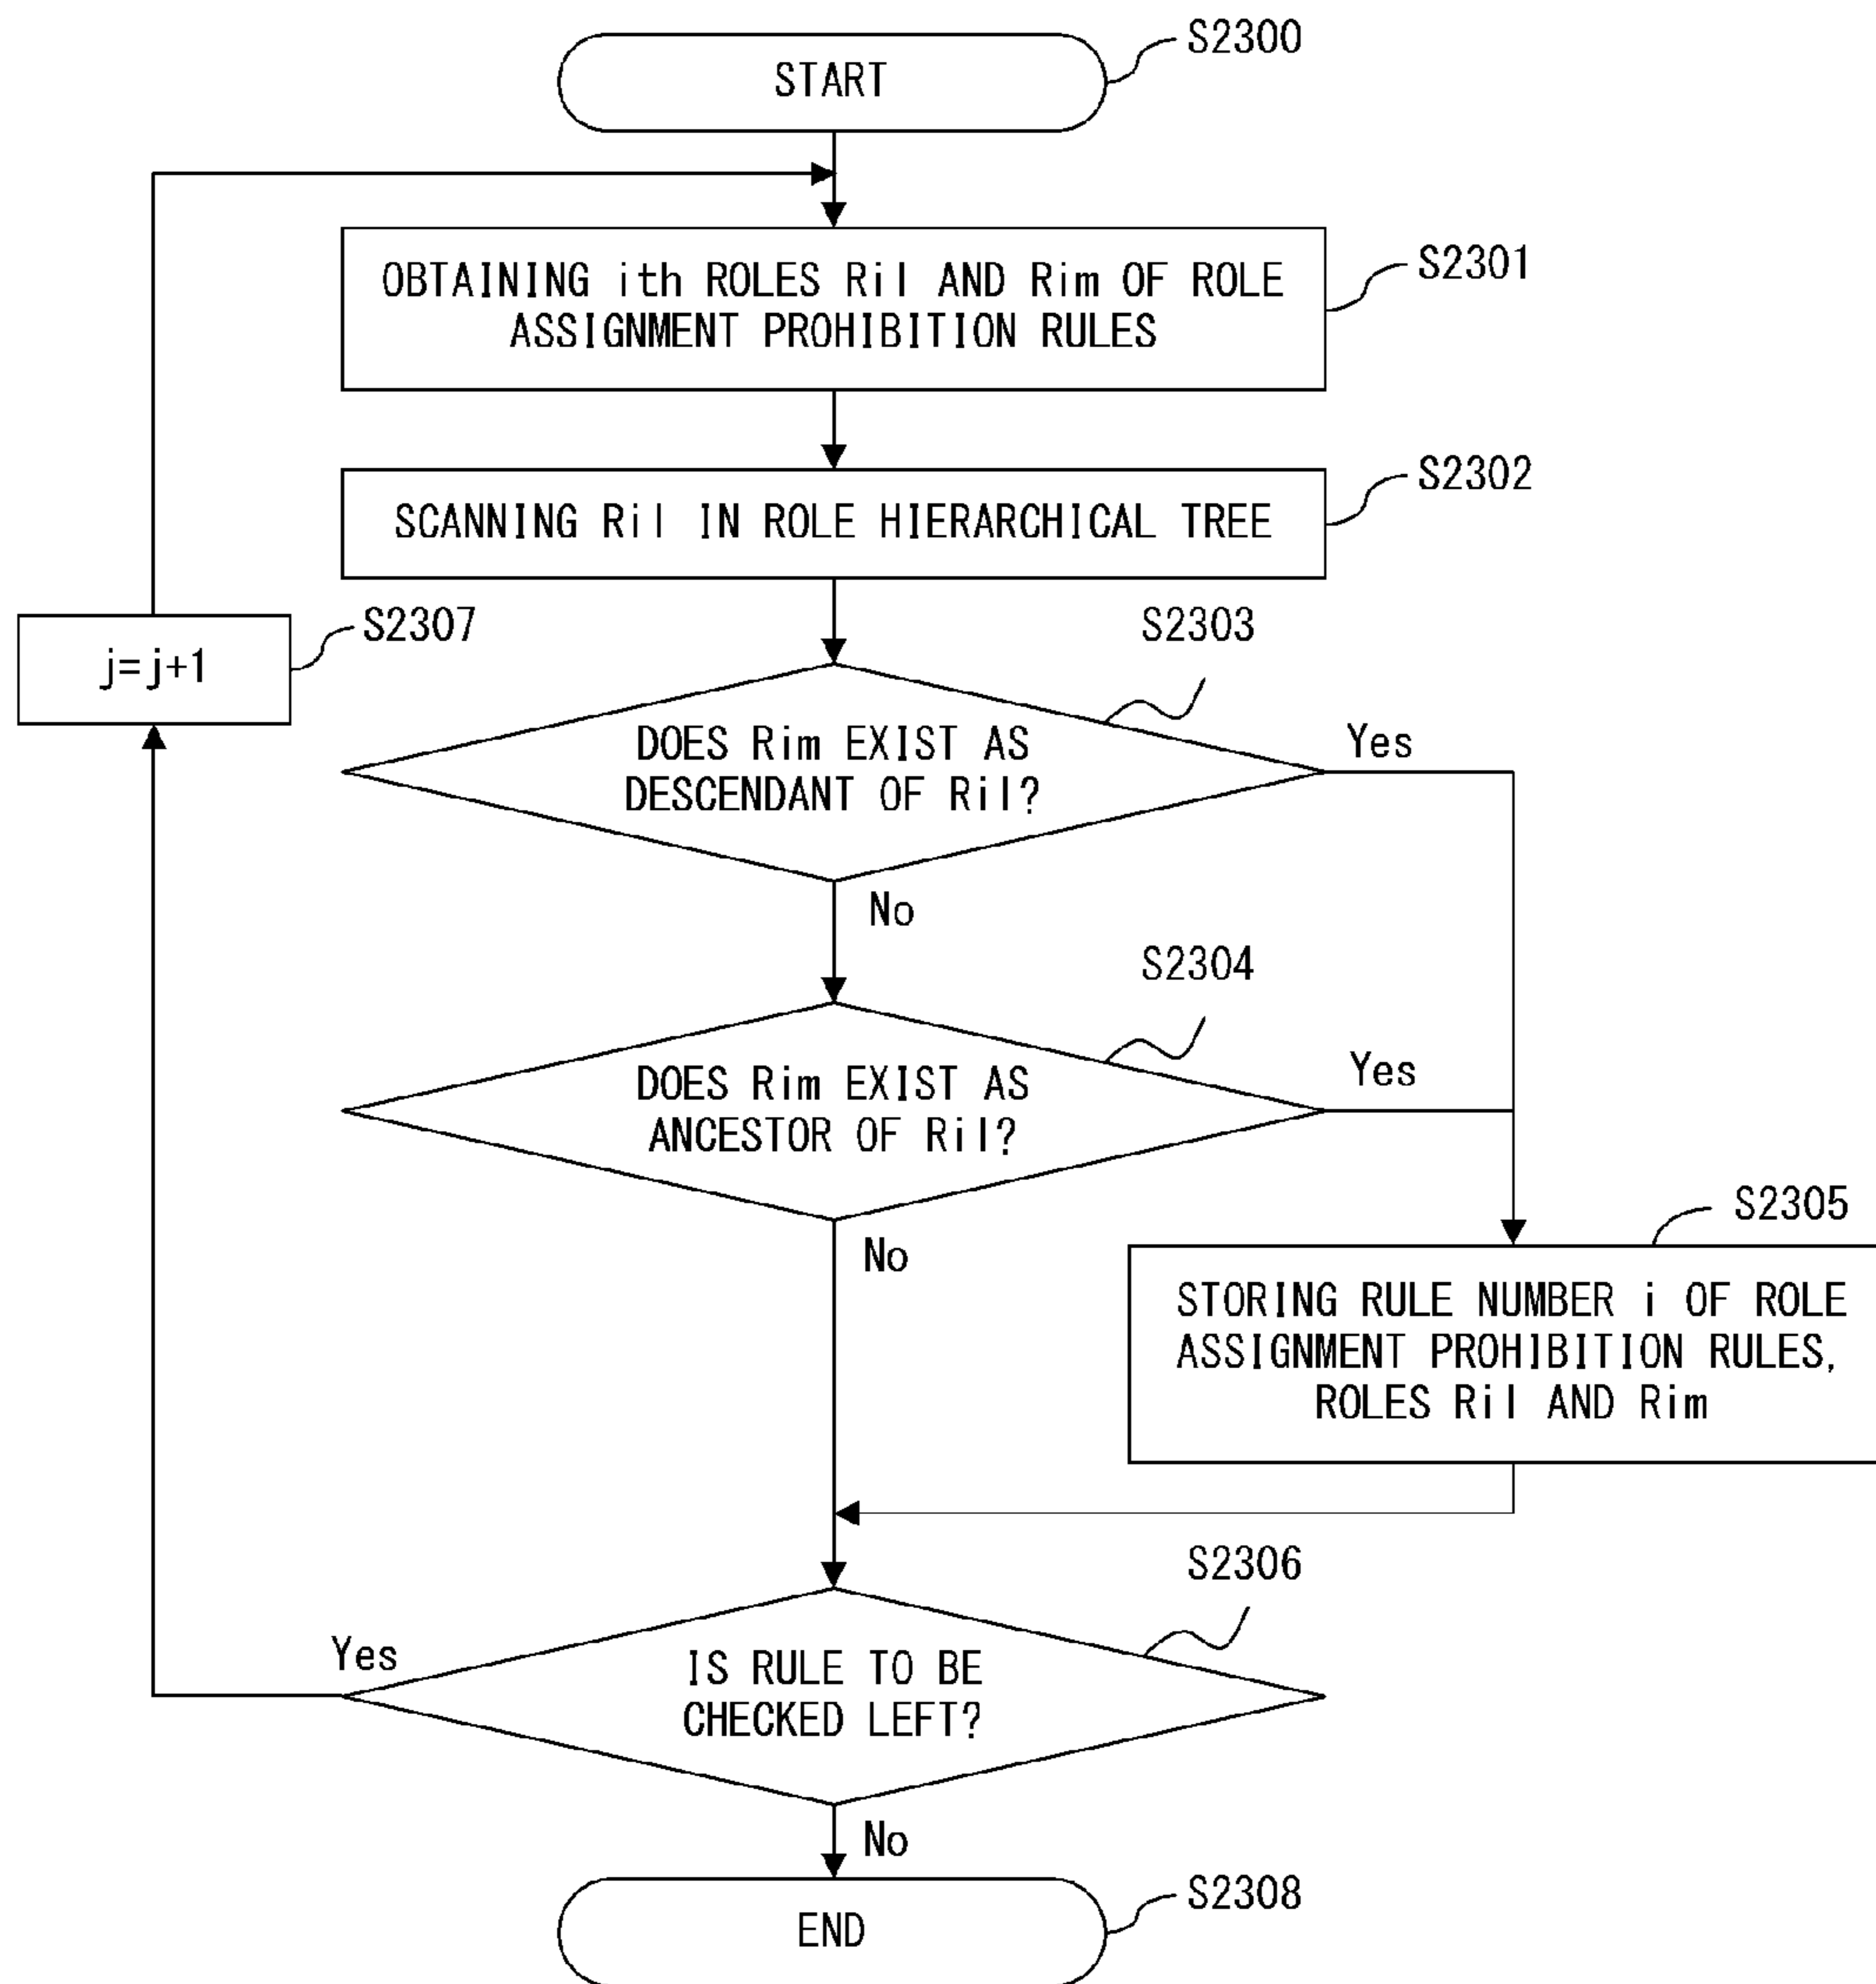 START
S2300
OBTAINING ith ROLES Ril AND Rim OF ROLE
ASSIGNMENT PROHIBITION RULES
S2301
SCANNING Ril IN ROLE HIERARCHICAL TREE
S2302
j=j+1
S2307
DOES Rim EXIST AS
DESCENDANT OF Ril?
S2303
Yes
No
DOES Rim EXIST AS
ANCESTOR OF Ril?
S2304
Yes
No
STORING RULE NUMBER i OF ROLE
ASSIGNMENT PROHIBITION RULES,
ROLES Ril AND Rim
S2305
IS RULE TO BE
CHECKED LEFT?
S2306
Yes
No
END
S2308